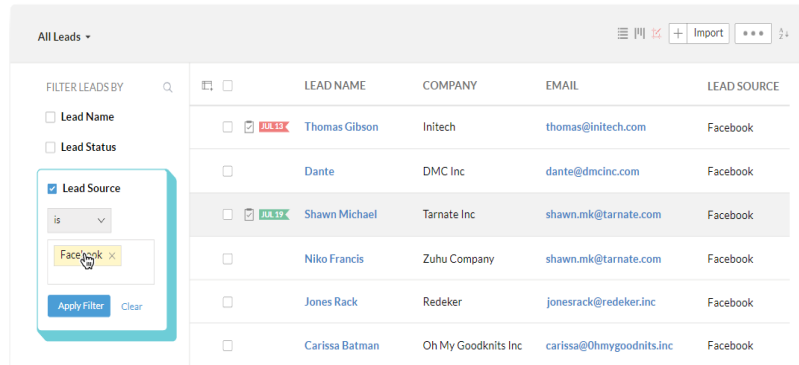 All Leads
Import
FILTER LEADS BY
LEAD NAME COMPANY EMAIL LEAD SOURCE
Lead Name
Lead Status
Lead Source
is
Facebook
Apply Filter Clear
JUL 13 Thomas Gibson Initech thomas@initech.com Facebook
Dante DMC Inc dante@dmcinc.com Facebook
JUL 19 Shawn Michael Tarnate Inc shawn.mk@tarnate.com Facebook
Niko Francis Zuhu Company shawn.mk@tarnate.com Facebook
Jones Rack Redeker jonesrack@redeker.inc Facebook
Carissa Batman Oh My Goodknits Inc carissa@0hmygoodnits.inc Facebook